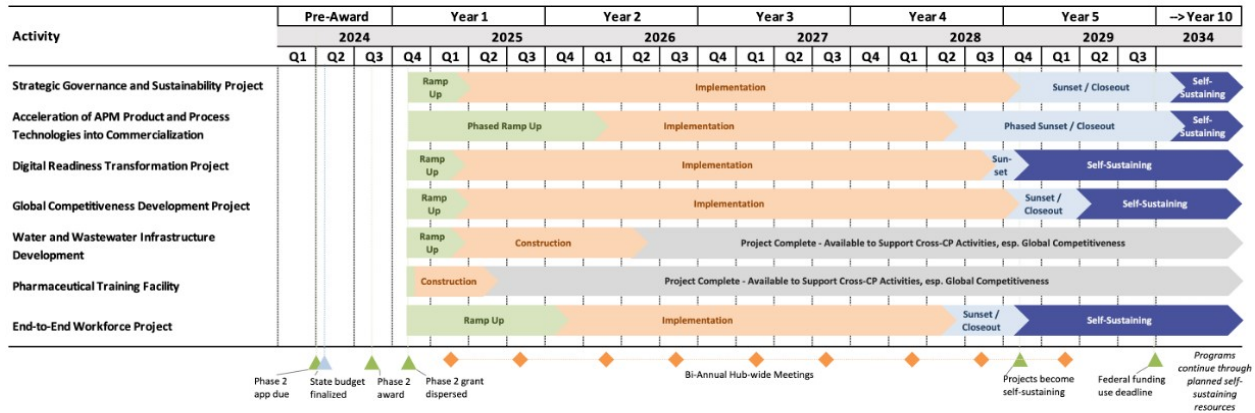 Pre-Award Year 1 Year 2 Year 3 Year 4 Year 5 –> Year 10
Activity
2024 2025 2026 2027 2028 2029 2034
Q1 Q2 Q3 Q4 Q1 Q2 Q3 Q4 Q1 Q2 Q3 Q4 Q1 Q2 Q3 Q4 Q1 Q2 Q3 Q4 Q1 Q2 Q3
Strategic Governance and Sustainability Project
Ramp
Up
Implementation
Sunset / Closeout
Self-
Sustaining
Acceleration of APM Product and Process
Technologies into Commercialization
Phased Ramp Up
Implementation
Phased Sunset / Closeout
Self-
Sustaining
Digital Readiness Transformation Project
Ramp
Up
Implementation
Sun-
set
Self-Sustaining
Global Competitiveness Development Project
Ramp
Up
Implementation
Sunset /
Closeout
Self-Sustaining
Water and Wastewater Infrastructure
Development
Ramp
Up
Construction
Project Complete - Available to Support Cross-CP Activities, esp. Global Competitiveness
Pharmaceutical Training Facility
Construction
Project Complete - Available to Support Cross-CP Activities, esp. Global Competitiveness
End-to-End Workforce Project
Ramp Up
Implementation
Sunset /
Closeout
Self-Sustaining
Phase 2
app due
State budget
finalized
Phase 2
award
Phase 2 grant
dispersed
Bi-Annual Hub-wide Meetings
Projects become
self-sustaining
Federal funding
use deadline
Programs
continue through
planned self-
sustaining
resources